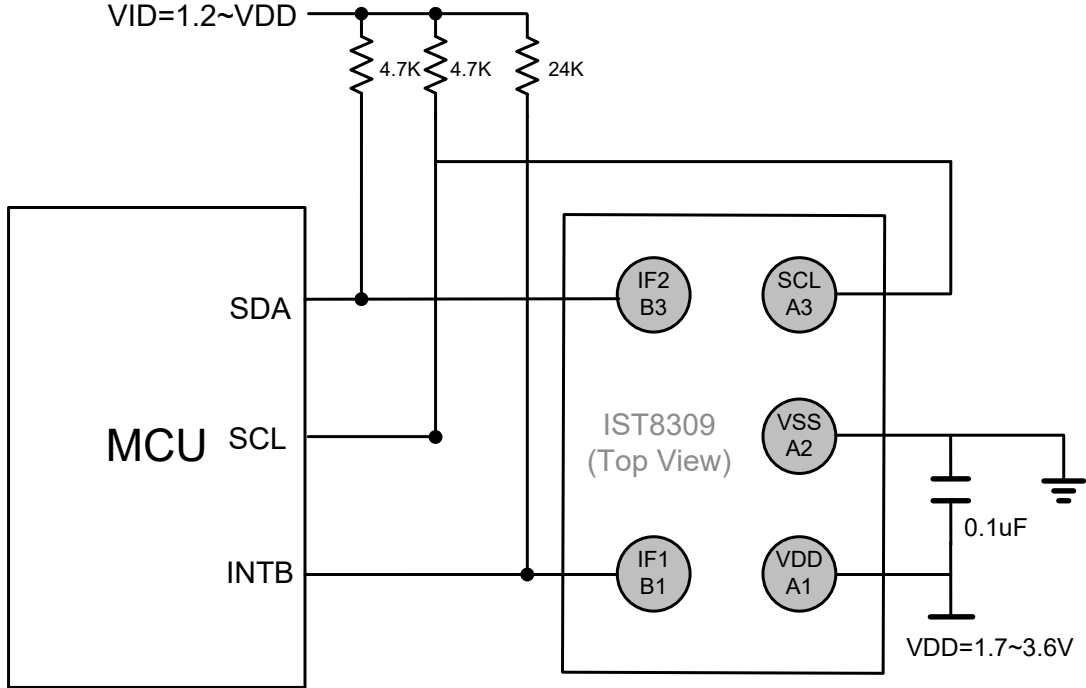 VID=1.2~VDD
4.7K
4.7K
24K
SDA
MCU
SCL
INTB
IF2
B3
SCL
A3
IST8309
(Top View)
VSS
A2
0.1uF
IF1
B1
VDD
A1
VDD=1.7~3.6V